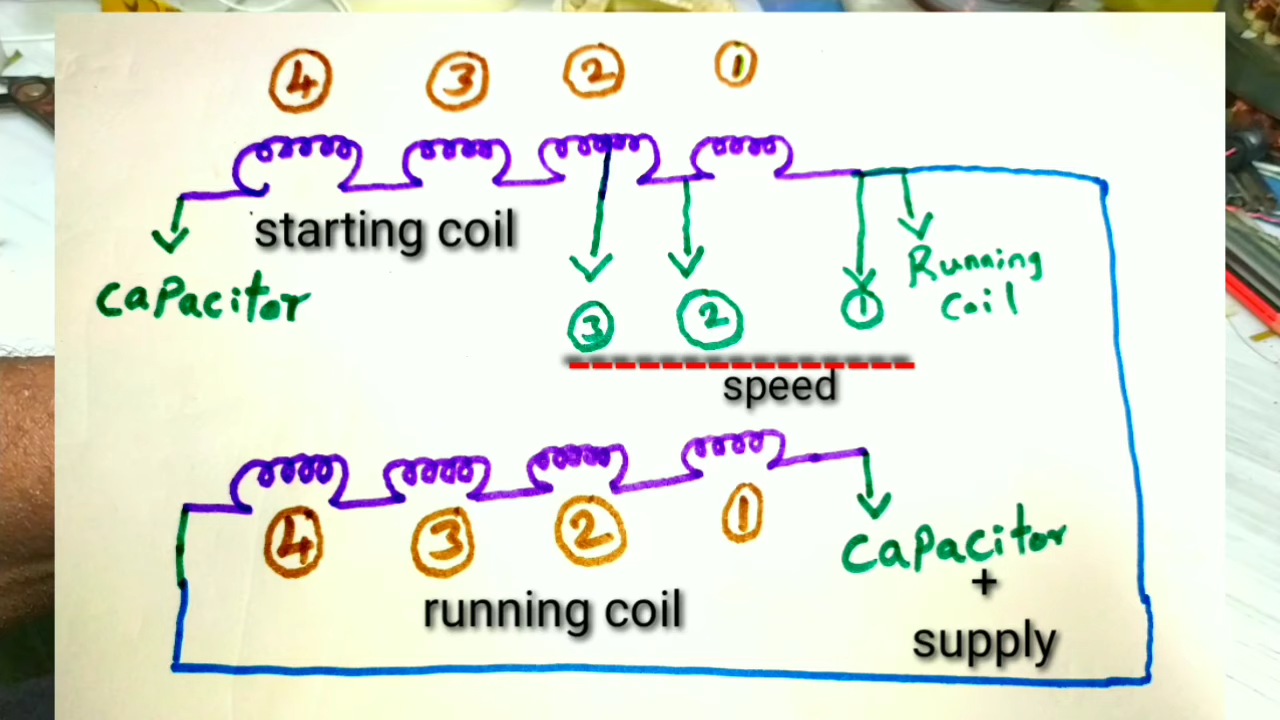 4 3 2 1
starting coil
capacitor
Running
coil
3 2 1
speed
4 3 2 1
running coil
capacitor
+
supply